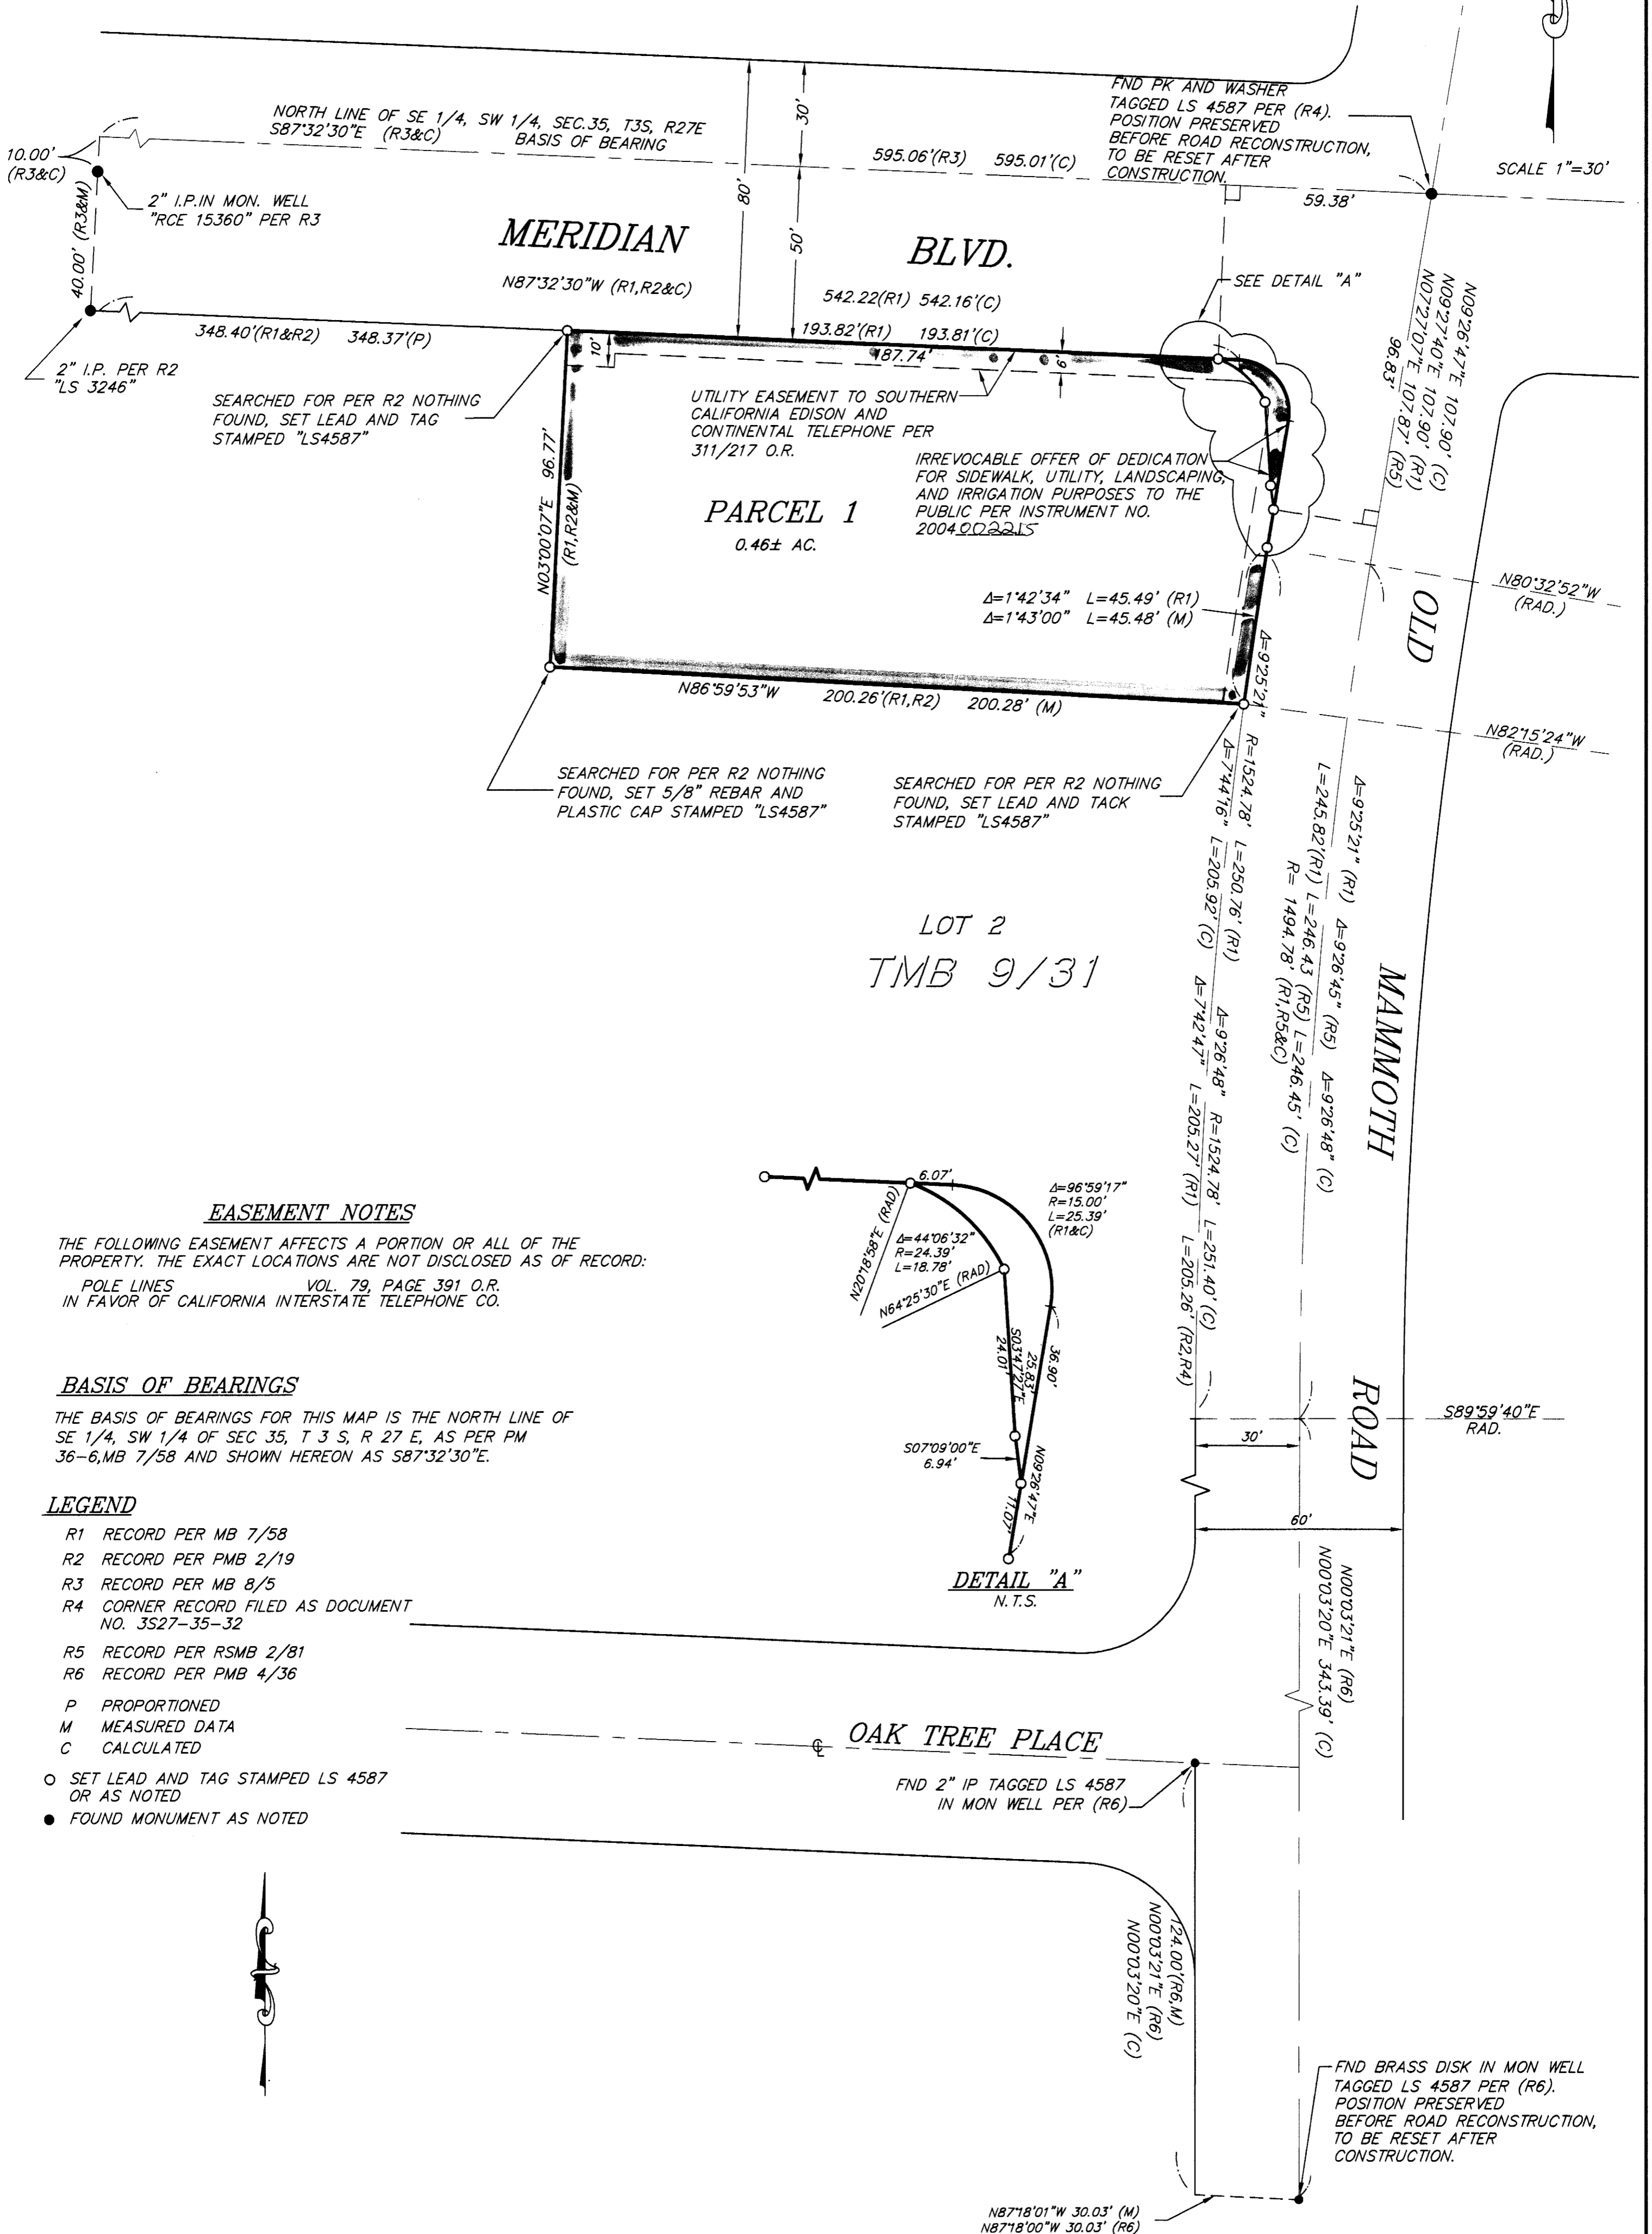 FND PK AND WASHER
TAGGED LS 4587 PER (R4).
POSITION PRESERVED
BEFORE ROAD RECONSTRUCTION,
TO BE RESET AFTER
CONSTRUCTION.
SCALE 1"=30'
NORTH LINE OF SE 1/4, SW 1/4, SEC.35, T3S, R27E
S87°32'30"E (R3&C) BASIS OF BEARING
30'
595.06'(R3) 595.01'(C)
59.38'
10.00'
(R3&C)
2" I.P.IN MON. WELL
"RCE 15360" PER R3
40.00' (R3&M)
80'
50'
MERIDIAN BLVD.
N87°32'30"W (R1,R2&C)
542.22(R1) 542.16'(C)
SEE DETAIL "A"
N09°26'47"E 107.90' (C)
N09°27'40"E 107.90' (R1)
N07°27'07"E 107.87' (R5)
96.83'
348.40'(R1&R2) 348.37'(P)
193.82'(R1) 193.81'(C)
187.74'
10'
9'
2" I.P. PER R2
"LS 3246"
SEARCHED FOR PER R2 NOTHING
FOUND, SET LEAD AND TAG
STAMPED "LS4587"
UTILITY EASEMENT TO SOUTHERN
CALIFORNIA EDISON AND
CONTINENTAL TELEPHONE PER
311/217 O.R.
IRREVOCABLE OFFER OF DEDICATION
FOR SIDEWALK, UTILITY, LANDSCAPING,
AND IRRIGATION PURPOSES TO THE
PUBLIC PER INSTRUMENT NO.
2004002215
N03°00'07"E 96.77'
(R1,R2&M)
PARCEL 1
0.46± AC.
Δ=1°42'34" L=45.49' (R1)
Δ=1°43'00" L=45.48' (M)
N80°32'52"W
(RAD.)
OLD
N86°59'53"W 200.26'(R1,R2) 200.28' (M)
N82°15'24"W
(RAD.)
SEARCHED FOR PER R2 NOTHING
FOUND, SET 5/8" REBAR AND
PLASTIC CAP STAMPED "LS4587"
SEARCHED FOR PER R2 NOTHING
FOUND, SET LEAD AND TACK
STAMPED "LS4587"
Δ=9°25'21" R=1524.78' L=250.76' (R1)
Δ=7°44'16" L=205.92' (C)
Δ=9°26'48" R=1524.78' L=251.40' (C)
Δ=7°42'47" L=205.27' (R1) L=205.26' (R2,R4)
Δ=9°25'21" (R1) Δ=9°26'45" (R5) Δ=9°26'48" (C)
L=245.82'(R1) L=246.43 (R5) L=246.45' (C)
R= 1494.78' (R1,R5&C)
LOT 2
TMB 9/31
MAMMOTH
6.07'
Δ=96°59'17"
R=15.00'
L=25.39'
(R1&C)
N20°18'58"E (RAD)
Δ=44°06'32"
R=24.39'
L=18.78'
N64°25'30"E (RAD)
S03°47'27"E
24.01'
25.83'
36.90'
S07°09'00"E
6.94'
N09°26'47"E
11.07'
DETAIL "A"
N.T.S.
EASEMENT NOTES
THE FOLLOWING EASEMENT AFFECTS A PORTION OR ALL OF THE
PROPERTY. THE EXACT LOCATIONS ARE NOT DISCLOSED AS OF RECORD:
POLE LINES VOL. 79, PAGE 391 O.R.
IN FAVOR OF CALIFORNIA INTERSTATE TELEPHONE CO.
BASIS OF BEARINGS
THE BASIS OF BEARINGS FOR THIS MAP IS THE NORTH LINE OF
SE 1/4, SW 1/4 OF SEC 35, T 3 S, R 27 E, AS PER PM
36-6,MB 7/58 AND SHOWN HEREON AS S87°32'30"E.
ROAD
S89°59'40"E
RAD.
30'
60'
LEGEND
R1 RECORD PER MB 7/58
R2 RECORD PER PMB 2/19
R3 RECORD PER MB 8/5
R4 CORNER RECORD FILED AS DOCUMENT
NO. 3S27-35-32
R5 RECORD PER RSMB 2/81
R6 RECORD PER PMB 4/36
P PROPORTIONED
M MEASURED DATA
C CALCULATED
SET LEAD AND TAG STAMPED LS 4587
OR AS NOTED
FOUND MONUMENT AS NOTED
N00°03'21"E (R6)
N00°03'20"E 343.39' (C)
OAK TREE PLACE
FND 2" IP TAGGED LS 4587
IN MON WELL PER (R6)
124.00'(R6,M)
N00°03'21"E (R6)
N00°03'20"E (C)
FND BRASS DISK IN MON WELL
TAGGED LS 4587 PER (R6).
POSITION PRESERVED
BEFORE ROAD RECONSTRUCTION,
TO BE RESET AFTER
CONSTRUCTION.
N87°18'01"W 30.03' (M)
N87°18'00"W 30.03' (R6)